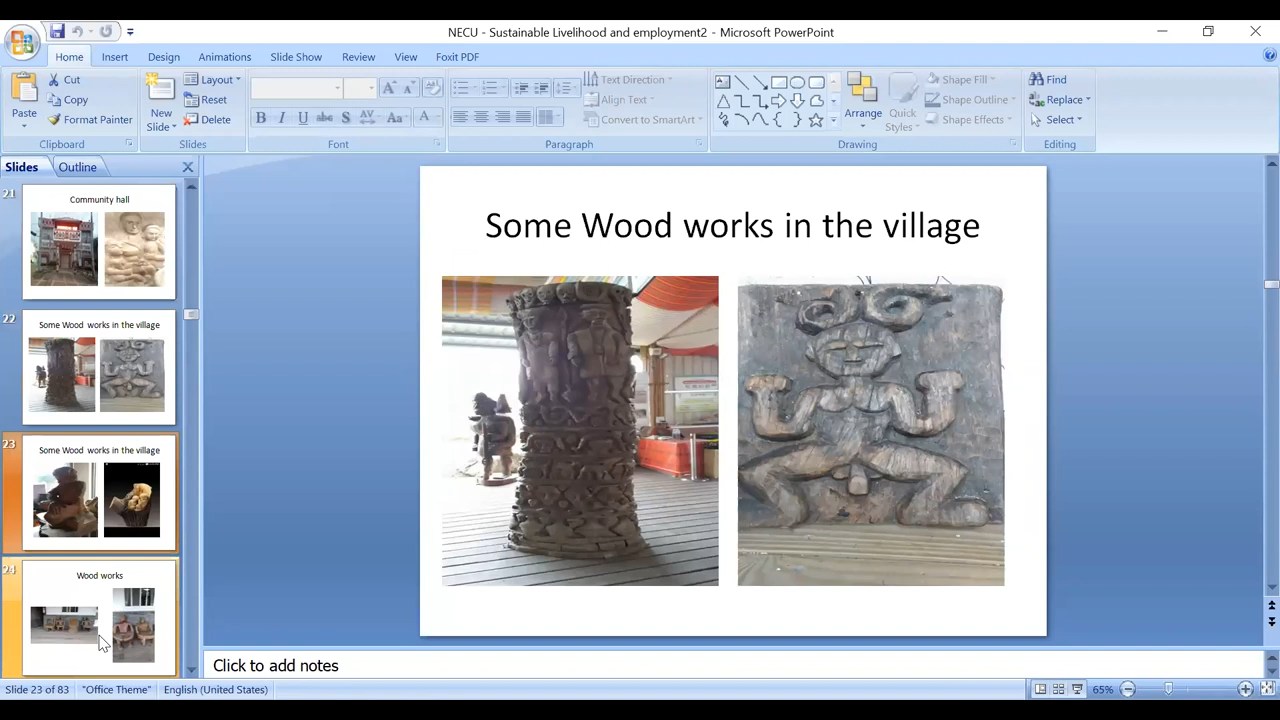 NECU - Sustainable Livelihood and employment2 - Microsoft PowerPoint
Home Insert Design Animations Slide Show Review View Foxit PDF
Paste
Cut
Copy
Format Painter
Clipboard
New Slide
Layout
Reset
Delete
Slides
B I U abc S AV Aa A
Font
Text Direction
Align Text
Convert to SmartArt
Paragraph
Arrange
Quick Styles
Shape Fill
Shape Outline
Shape Effects
Drawing
Find
Replace
Select
Editing
Slides Outline
21
Community hall
22
Some Wood works in the village
23
Some Wood works in the village
24
Wood works
Some Wood works in the village
Click to add notes
Slide 23 of 83 "Office Theme" English (United States) 65%